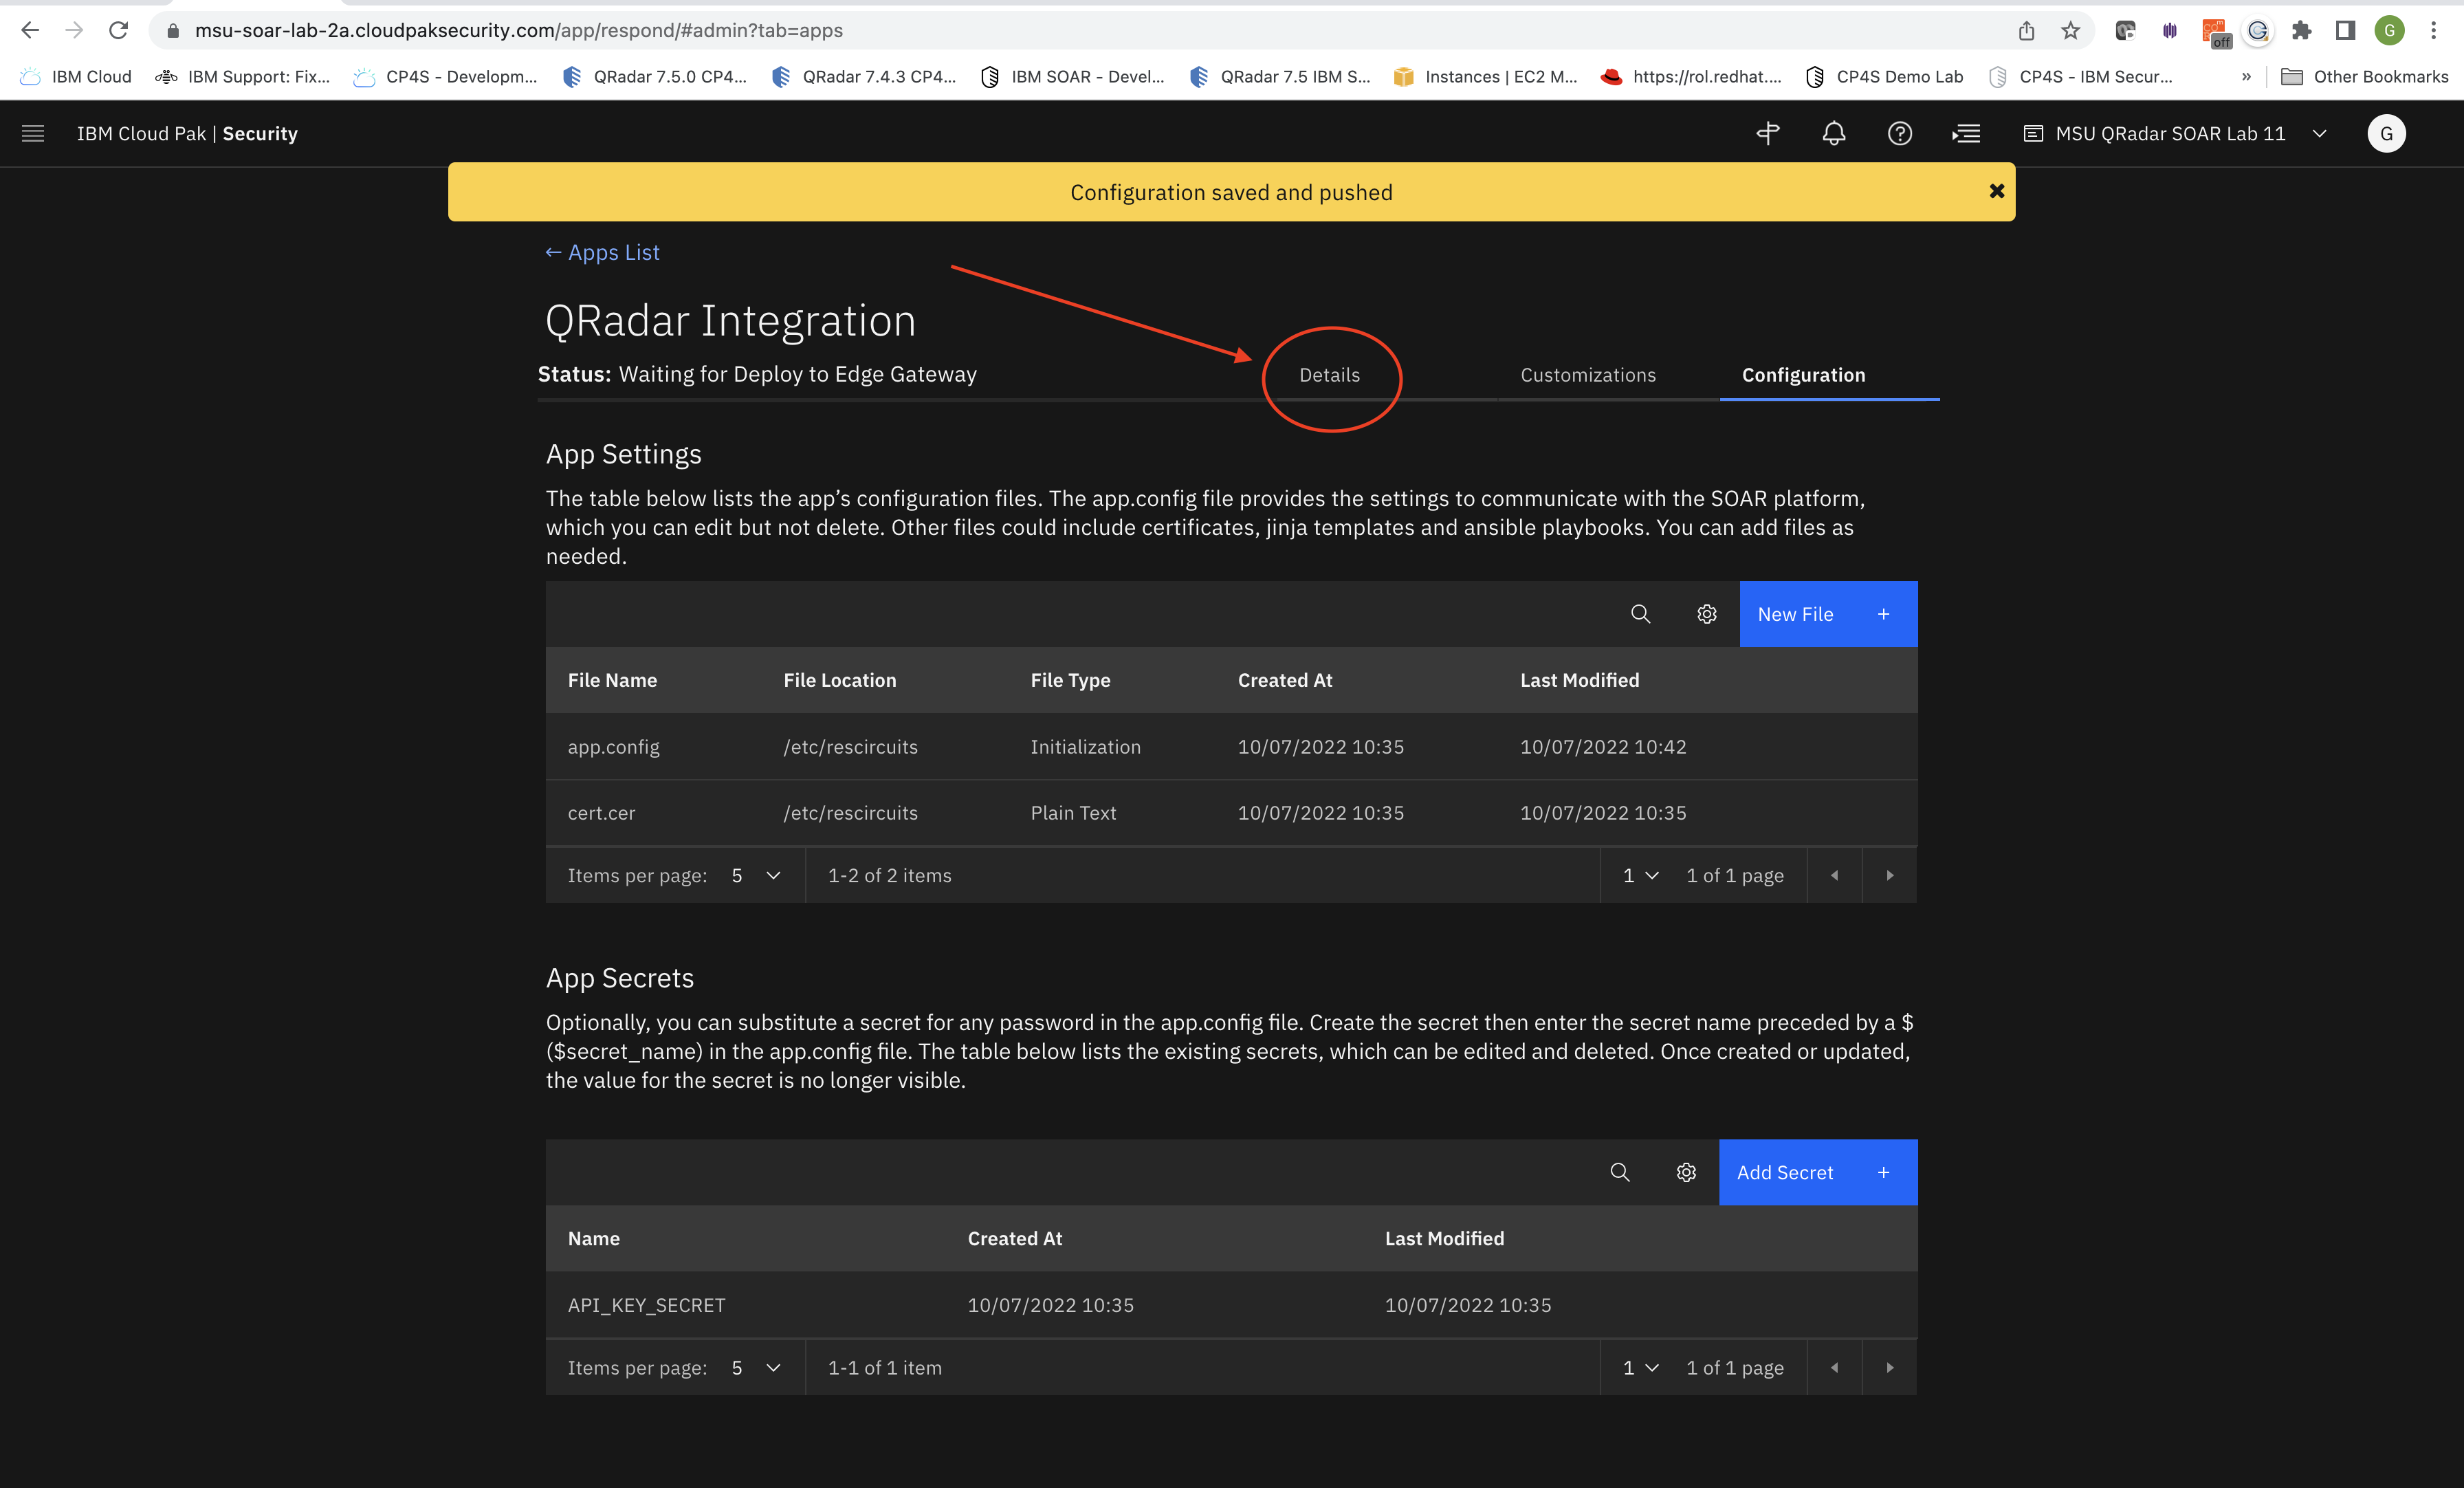 msu-soar-lab-2a.cloudpaksecurity.com/app/respond/#admin?tab=apps
off
G
IBM Cloud
IBM Support: Fix...
CP4S - Developm...
QRadar 7.5.0 CP4...
QRadar 7.4.3 CP4...
IBM SOAR - Devel...
QRadar 7.5 IBM S...
Instances | EC2 M...
https://rol.redhat....
CP4S Demo Lab
CP4S - IBM Secur...
»
Other Bookmarks
IBM Cloud Pak | Security
MSU QRadar SOAR Lab 11
G
Configuration saved and pushed
← Apps List
QRadar Integration
Status: Waiting for Deploy to Edge Gateway
Details
Customizations
Configuration
App Settings
The table below lists the app's configuration files. The app.config file provides the settings to communicate with the SOAR platform,
which you can edit but not delete. Other files could include certificates, jinja templates and ansible playbooks. You can add files as
needed.
New File +
File Name File Location File Type Created At Last Modified
app.config /etc/rescircuits Initialization 10/07/2022 10:35 10/07/2022 10:42
cert.cer /etc/rescircuits Plain Text 10/07/2022 10:35 10/07/2022 10:35
Items per page: 5 1-2 of 2 items 1 1 of 1 page
App Secrets
Optionally, you can substitute a secret for any password in the app.config file. Create the secret then enter the secret name preceded by a $
($secret_name) in the app.config file. The table below lists the existing secrets, which can be edited and deleted. Once created or updated,
the value for the secret is no longer visible.
Add Secret +
Name Created At Last Modified
API_KEY_SECRET 10/07/2022 10:35 10/07/2022 10:35
Items per page: 5 1-1 of 1 item 1 1 of 1 page